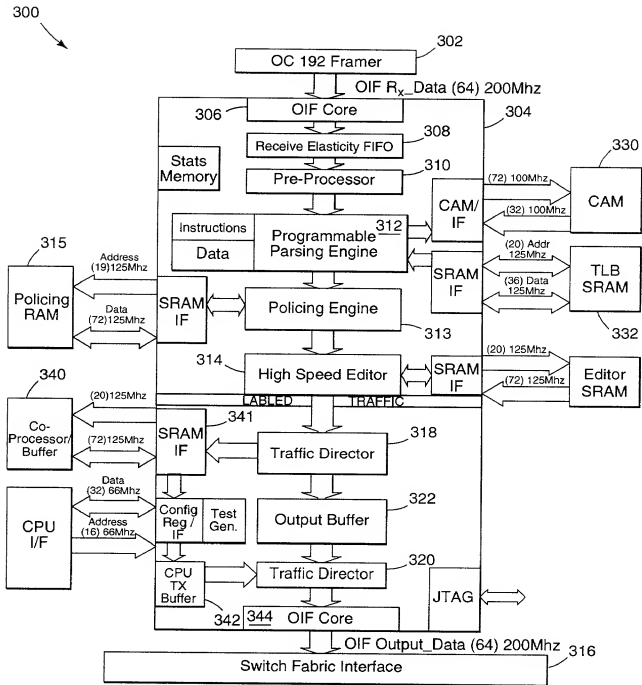 300
302
OC 192 Framer
OIF Rx_Data (64) 200Mhz
306
OIF Core
304
308
Receive Elasticity FIFO
310
Pre-Processor
Stats
Memory
330
(72) 100Mhz
(32) 100Mhz
CAM/
IF
CAM
312
Instructions
Data
Programmable
Parsing Engine
315
Address
(19)125Mhz
Policing
RAM
Data
(72)125Mhz
SRAM
IF
(20) Addr
125Mhz
(36) Data
125Mhz
SRAM
IF
TLB
SRAM
332
Policing Engine
313
314
High Speed Editor
SRAM
IF
(20) 125Mhz
(72) 125Mhz
Editor
SRAM
LABLED TRAFFIC
340
(20)125Mhz
341
Co-
Processor/
Buffer
(72)125Mhz
SRAM
IF
318
Traffic Director
Data
(32) 66Mhz
CPU
I/F
Address
(16) 66Mhz
Config
Reg /
IF
Test
Gen.
322
Output Buffer
320
CPU
TX
Buffer
Traffic Director
342
JTAG
344
OIF Core
OIF Output_Data (64) 200Mhz
316
Switch Fabric Interface